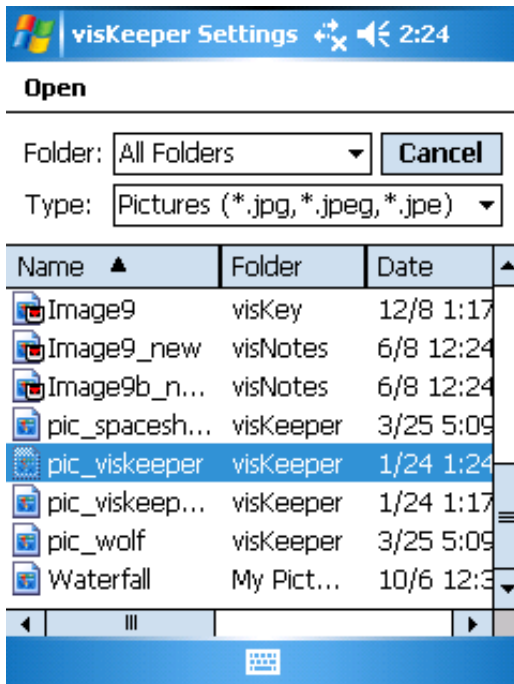 visKeeper Settings 2:24
Open
Folder: All Folders Cancel
Type: Pictures (*.jpg,*.jpeg,*.jpe)
Name Folder Date
Image9 visKey 12/8 1:17
Image9_new visNotes 6/8 12:24
Image9b_n... visNotes 6/8 12:24
pic_spacesh... visKeeper 3/25 5:09
pic_viskeeper visKeeper 1/24 1:24
pic_viskeep... visKeeper 1/24 1:17
pic_wolf visKeeper 3/25 5:09
Waterfall My Pict... 10/6 12:3